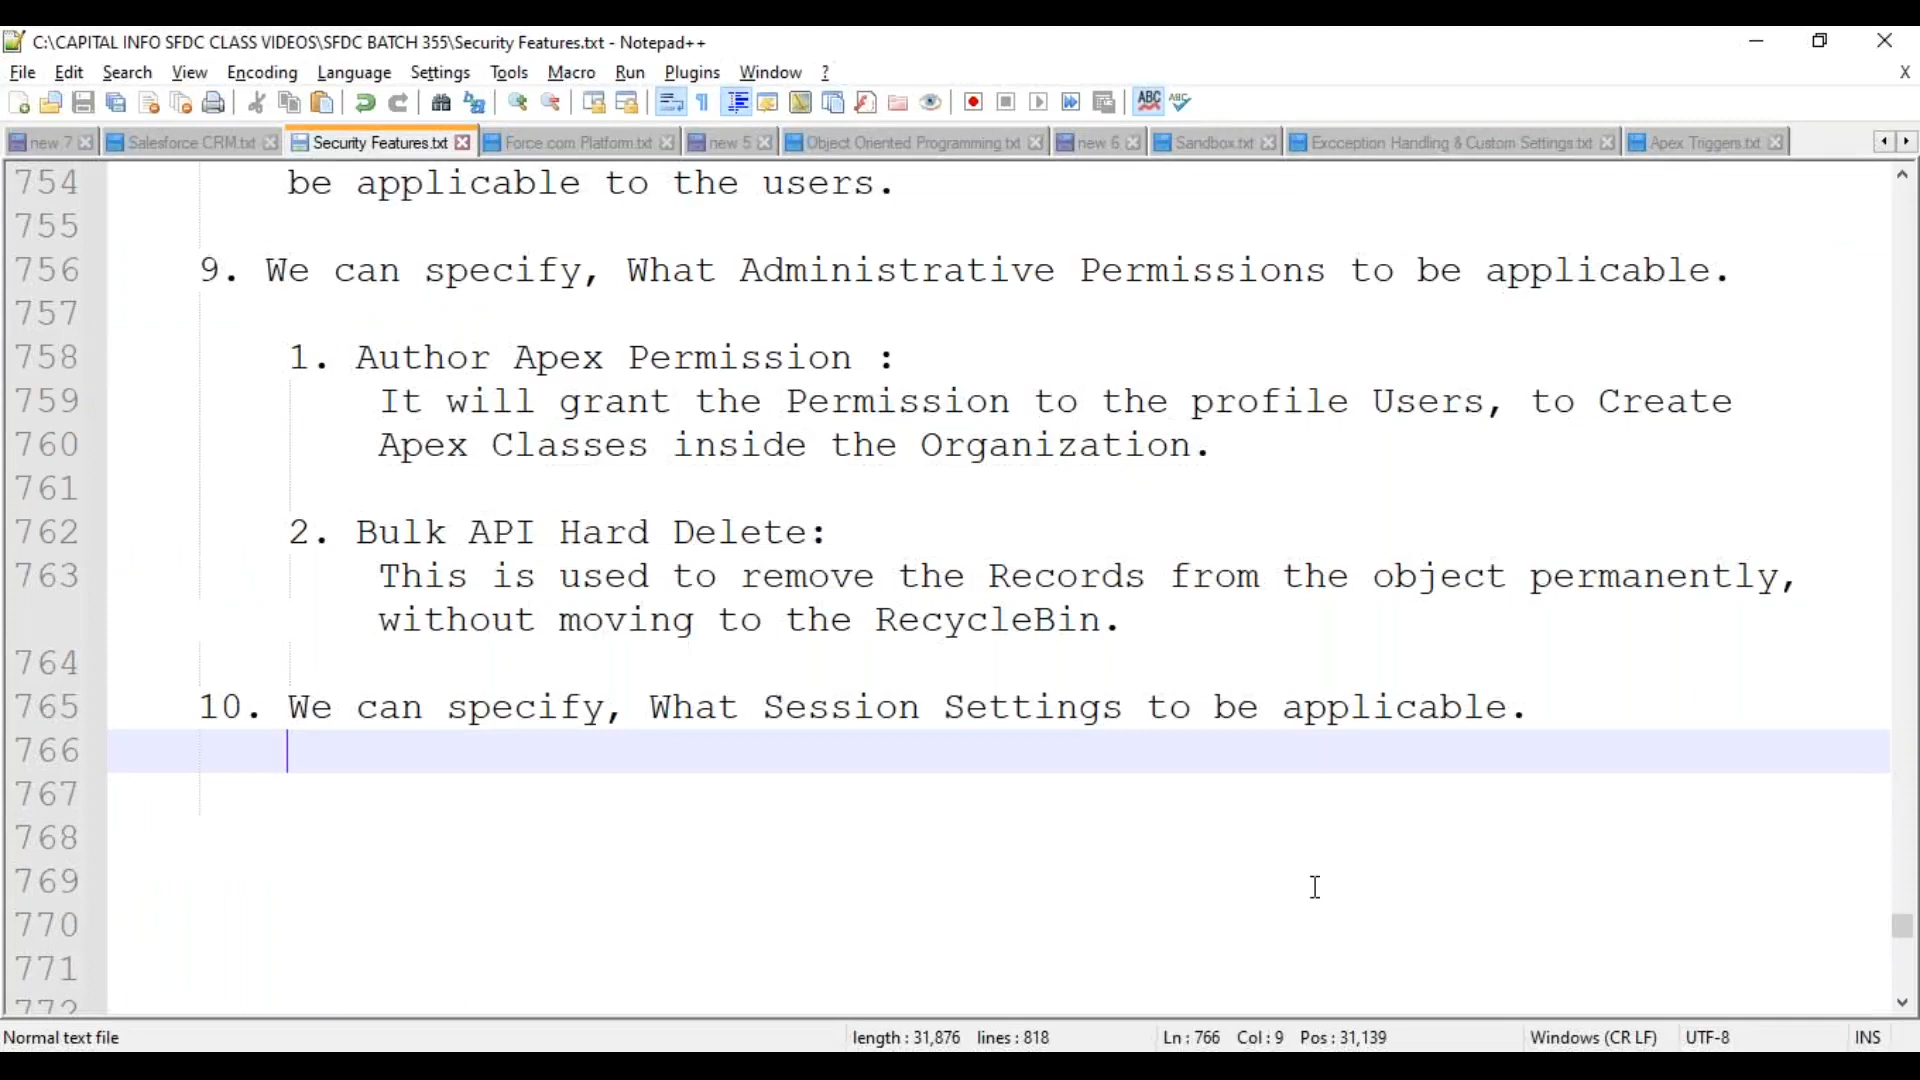 C:\CAPITAL INFO SFDC CLASS VIDEOS\SFDC BATCH 355\Security Features.txt - Notepad++
File Edit Search View Encoding Language Settings Tools Macro Run Plugins Window ? X
new 7 Salesforce CRM.txt Security Features.txt Force.com Platform.txt new 5 Object Oriented Programming.txt new 6 Sandbox.txt Excception Handling & Custom Settings.txt Apex Triggers.txt
754 be applicable to the users.
755
756 9. We can specify, What Administrative Permissions to be applicable.
757
758 1. Author Apex Permission :
759 It will grant the Permission to the profile Users, to Create
760 Apex Classes inside the Organization.
761
762 2. Bulk API Hard Delete:
763 This is used to remove the Records from the object permanently,
without moving to the RecycleBin.
764
765 10. We can specify, What Session Settings to be applicable.
766
767
768
769
770
771
772
Normal text file length : 31,876 lines : 818 Ln : 766 Col : 9 Pos : 31,139 Windows (CR LF) UTF-8 INS